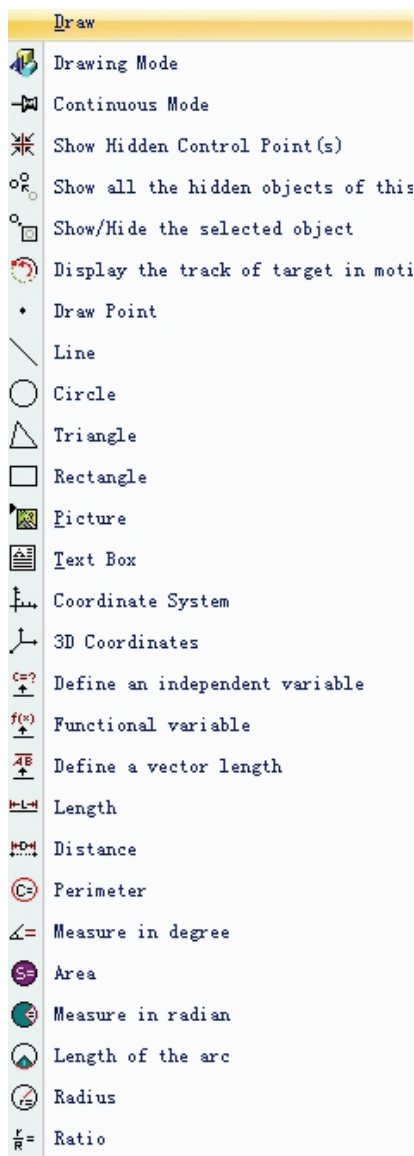 Draw
Drawing Mode
Continuous Mode
Show Hidden Control Point(s)
Show all the hidden objects of this
Show/Hide the selected object
Display the track of target in moti
Draw Point
Line
Circle
Triangle
Rectangle
Picture
Text Box
Coordinate System
3D Coordinates
C=? Define an independent variable
f(x) Functional variable
AB Define a vector length
L Length
D Distance
C= Perimeter
Measure in degree
S= Area
Measure in radian
Length of the arc
r= Radius
r/R= Ratio